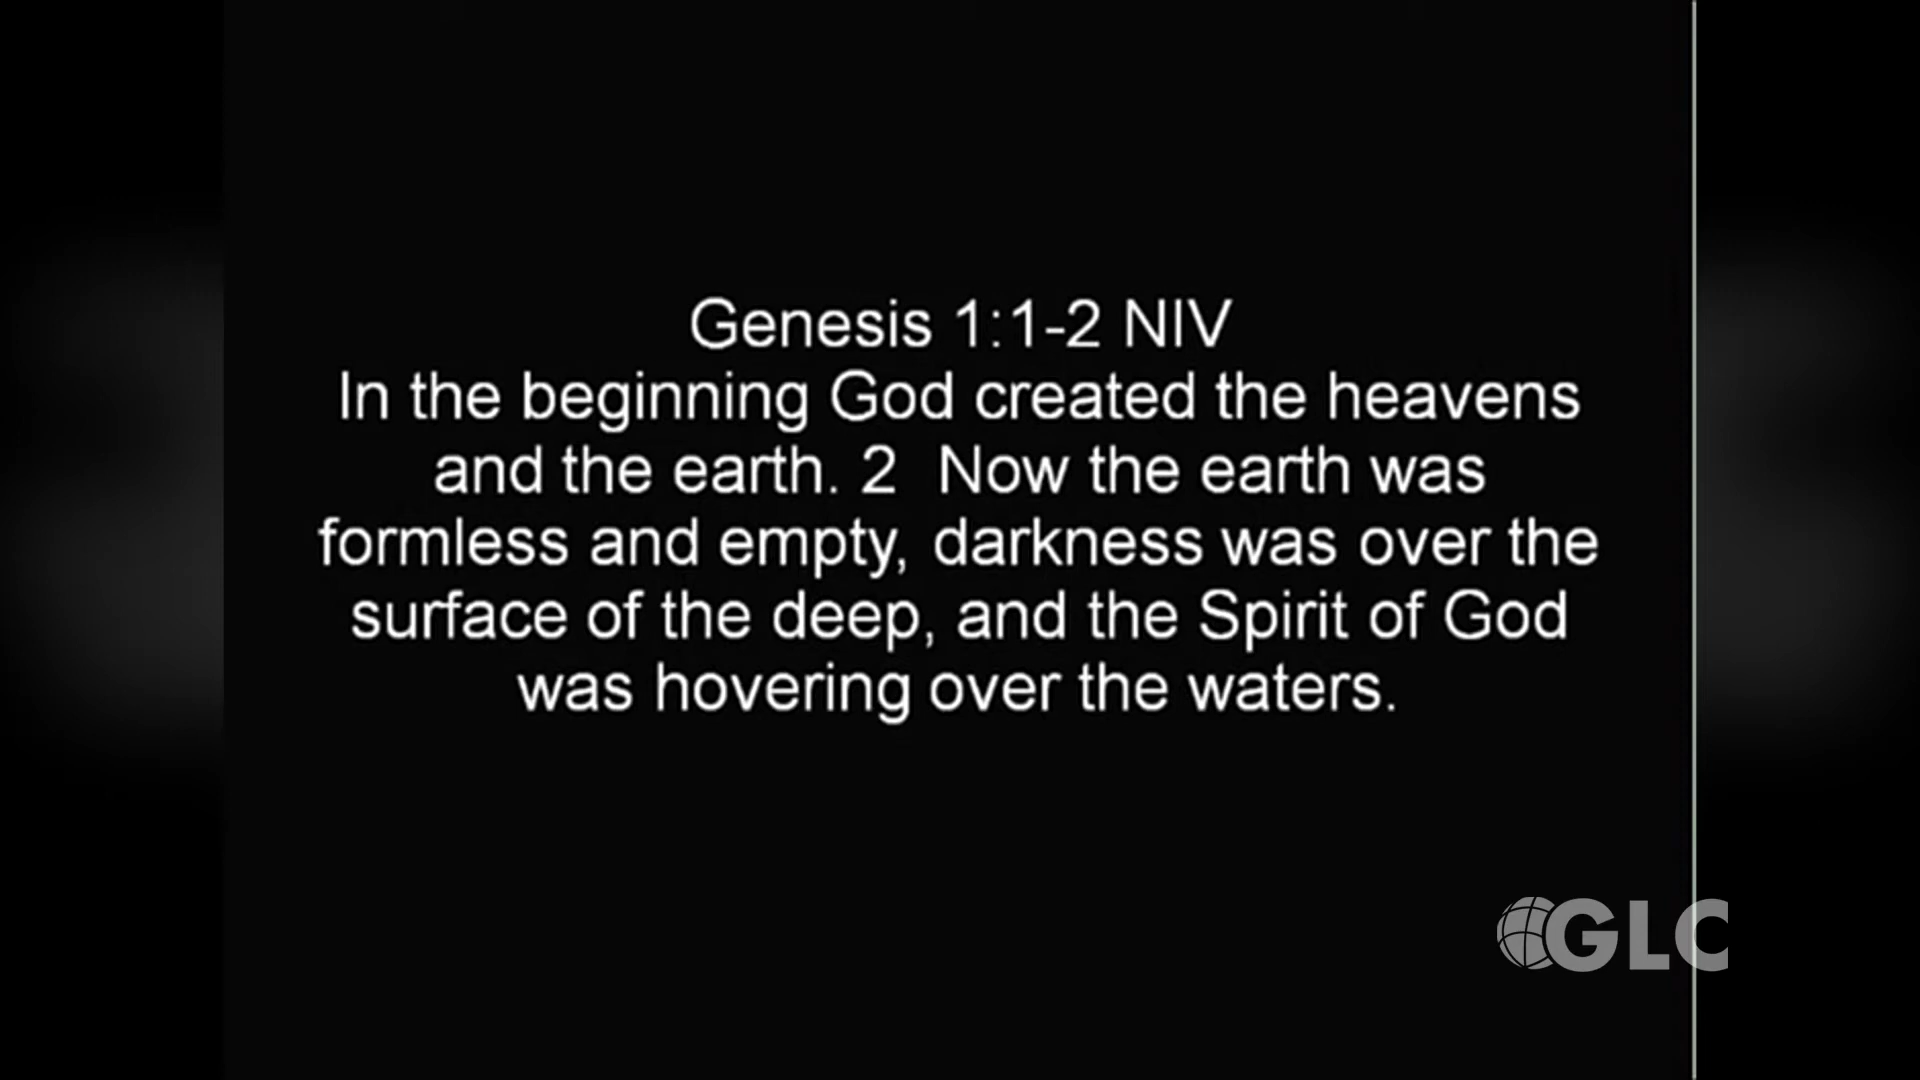 Genesis 1:1-2 NIV
In the beginning God created the heavens
and the earth. 2  Now the earth was
formless and empty, darkness was over the
surface of the deep, and the Spirit of God
was hovering over the waters.
GLC